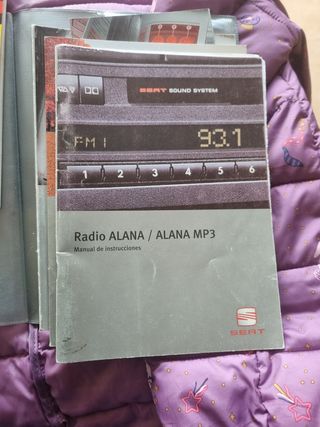 SEAT SOUND SYSTEM
FM I 93.1
1 2 3 4 5 6
Radio ALANA / ALANA MP3
Manual de instrucciones
SEAT